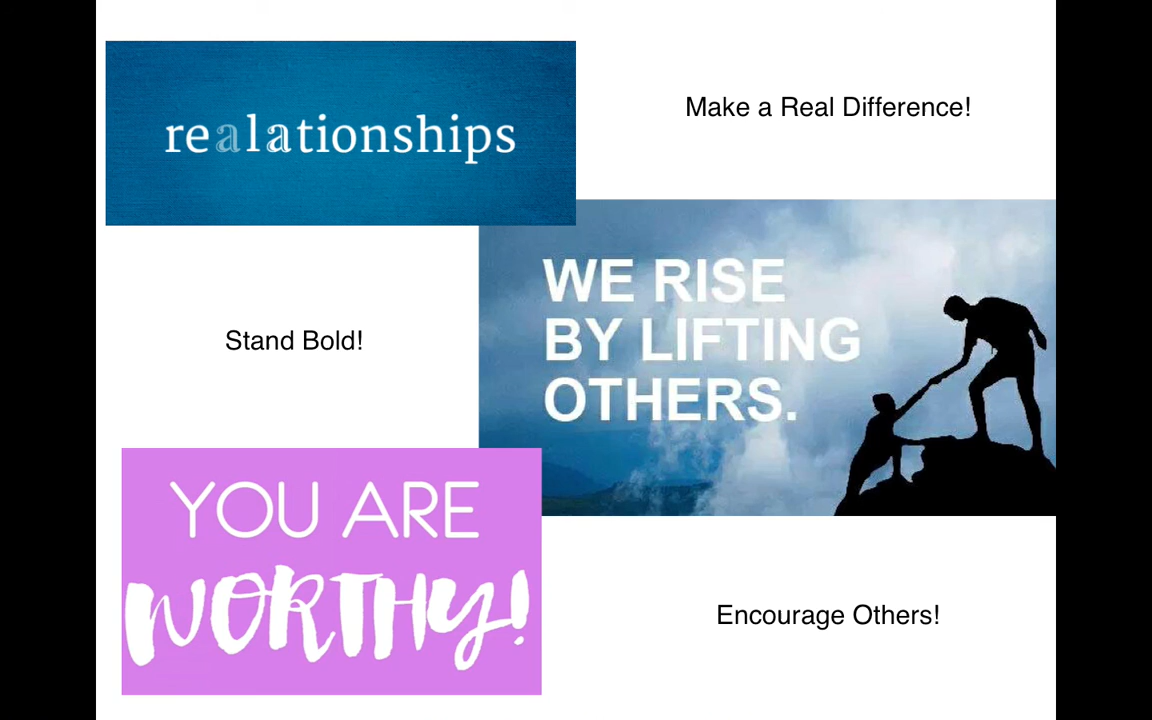 realationships
Make a Real Difference!
WE RISE
BY LIFTING
OTHERS.
Stand Bold!
YOU ARE
WORTHY!
Encourage Others!